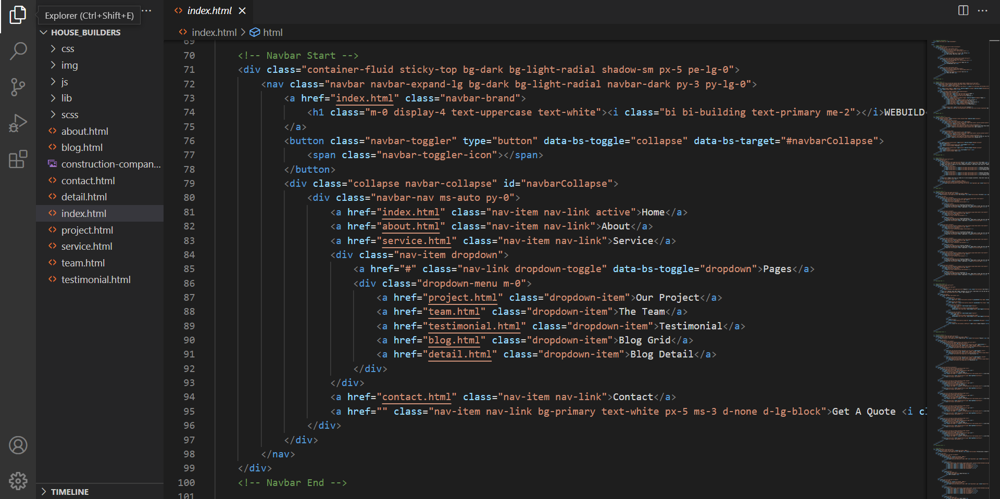 Explorer (Ctrl+Shift+E)
HOUSE_BUILDERS
css
img
js
lib
scss
about.html
blog.html
construction-compan...
contact.html
detail.html
index.html
project.html
service.html
team.html
testimonial.html
TIMELINE
index.html
index.html > html
69
70 <!-- Navbar Start -->
71 <div class="container-fluid sticky-top bg-dark bg-light-radial shadow-sm px-5 pe-lg-0">
72 <nav class="navbar navbar-expand-lg bg-dark bg-light-radial navbar-dark py-3 py-lg-0">
73 <a href="index.html" class="navbar-brand">
74 <h1 class="m-0 display-4 text-uppercase text-white"><i class="bi bi-building text-primary me-2"></i>WEBUILD<
75 </a>
76 <button class="navbar-toggler" type="button" data-bs-toggle="collapse" data-bs-target="#navbarCollapse">
77 <span class="navbar-toggler-icon"></span>
78 </button>
79 <div class="collapse navbar-collapse" id="navbarCollapse">
80 <div class="navbar-nav ms-auto py-0">
81 <a href="index.html" class="nav-item nav-link active">Home</a>
82 <a href="about.html" class="nav-item nav-link">About</a>
83 <a href="service.html" class="nav-item nav-link">Service</a>
84 <div class="nav-item dropdown">
85 <a href="#" class="nav-link dropdown-toggle" data-bs-toggle="dropdown">Pages</a>
86 <div class="dropdown-menu m-0">
87 <a href="project.html" class="dropdown-item">Our Project</a>
88 <a href="team.html" class="dropdown-item">The Team</a>
89 <a href="testimonial.html" class="dropdown-item">Testimonial</a>
90 <a href="blog.html" class="dropdown-item">Blog Grid</a>
91 <a href="detail.html" class="dropdown-item">Blog Detail</a>
92 </div>
93 </div>
94 <a href="contact.html" class="nav-item nav-link">Contact</a>
95 <a href="" class="nav-item nav-link bg-primary text-white px-5 ms-3 d-none d-lg-block">Get A Quote <i cl
96 </div>
97 </div>
98 </nav>
99 </div>
100 <!-- Navbar End -->
101